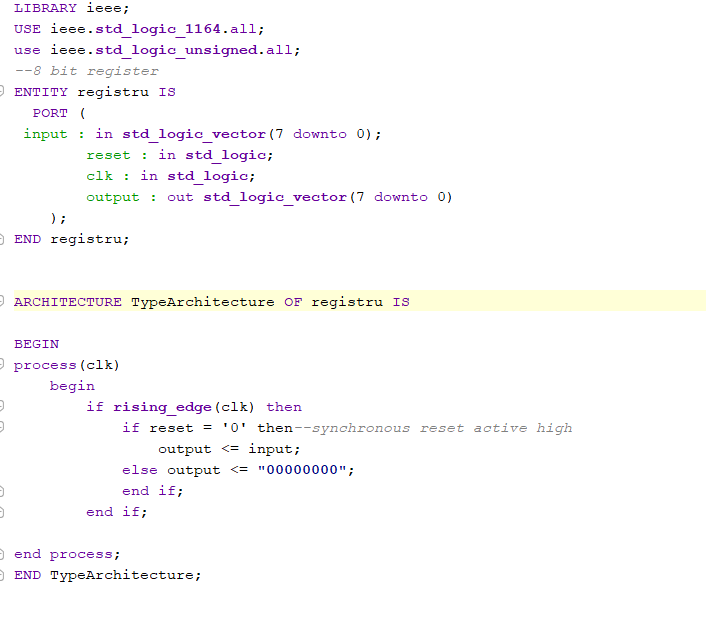 LIBRARY ieee;
USE ieee.std_logic_1164.all;
use ieee.std_logic_unsigned.all;
--8 bit register
ENTITY registru IS
  PORT (
 input : in std_logic_vector(7 downto 0);
        reset : in std_logic;
        clk : in std_logic;
        output : out std_logic_vector(7 downto 0)
    );
END registru;
ARCHITECTURE TypeArchitecture OF registru IS
BEGIN
process(clk)
    begin
        if rising_edge(clk) then
            if reset = '0' then--synchronous reset active high
                output <= input;
            else output <= "00000000";
            end if;
        end if;
end process;
END TypeArchitecture;